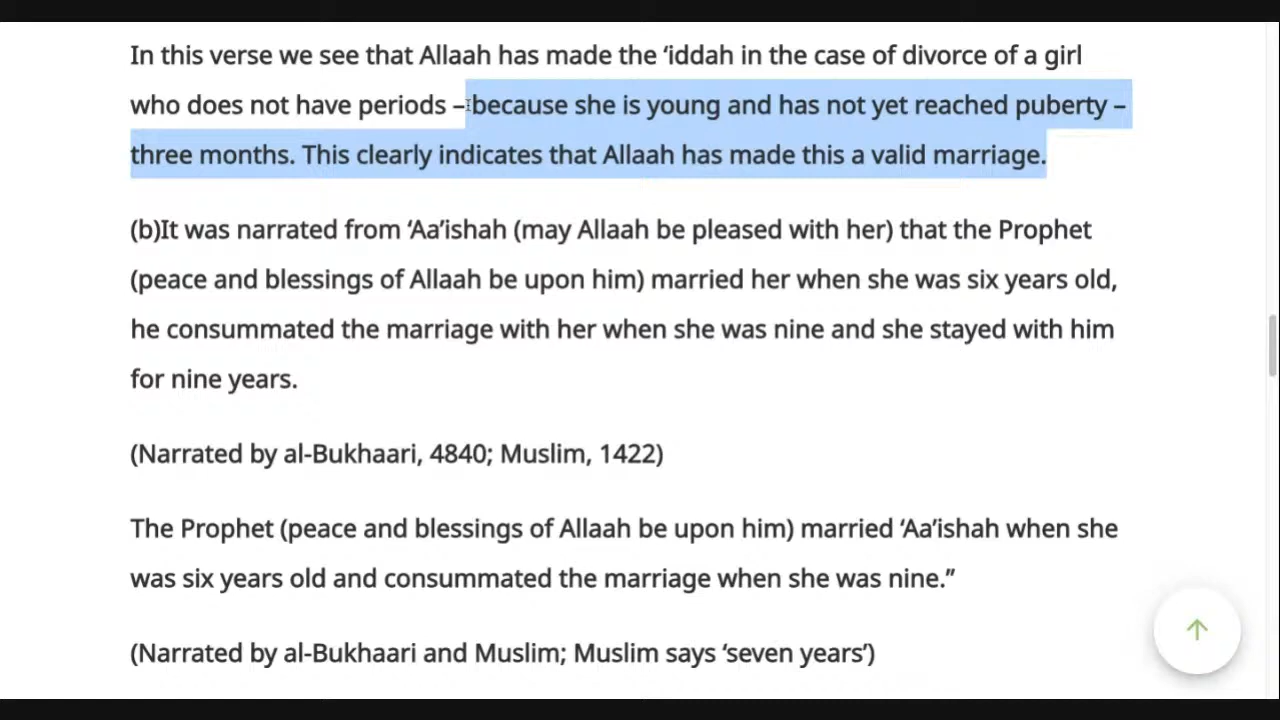 In this verse we see that Allaah has made the ‘iddah in the case of divorce of a girl
who does not have periods – because she is young and has not yet reached puberty –
three months. This clearly indicates that Allaah has made this a valid marriage.
(b)It was narrated from ‘Aa’ishah (may Allaah be pleased with her) that the Prophet
(peace and blessings of Allaah be upon him) married her when she was six years old,
he consummated the marriage with her when she was nine and she stayed with him
for nine years.
(Narrated by al-Bukhaari, 4840; Muslim, 1422)
The Prophet (peace and blessings of Allaah be upon him) married ‘Aa’ishah when she
was six years old and consummated the marriage when she was nine.”
(Narrated by al-Bukhaari and Muslim; Muslim says ‘seven years’)